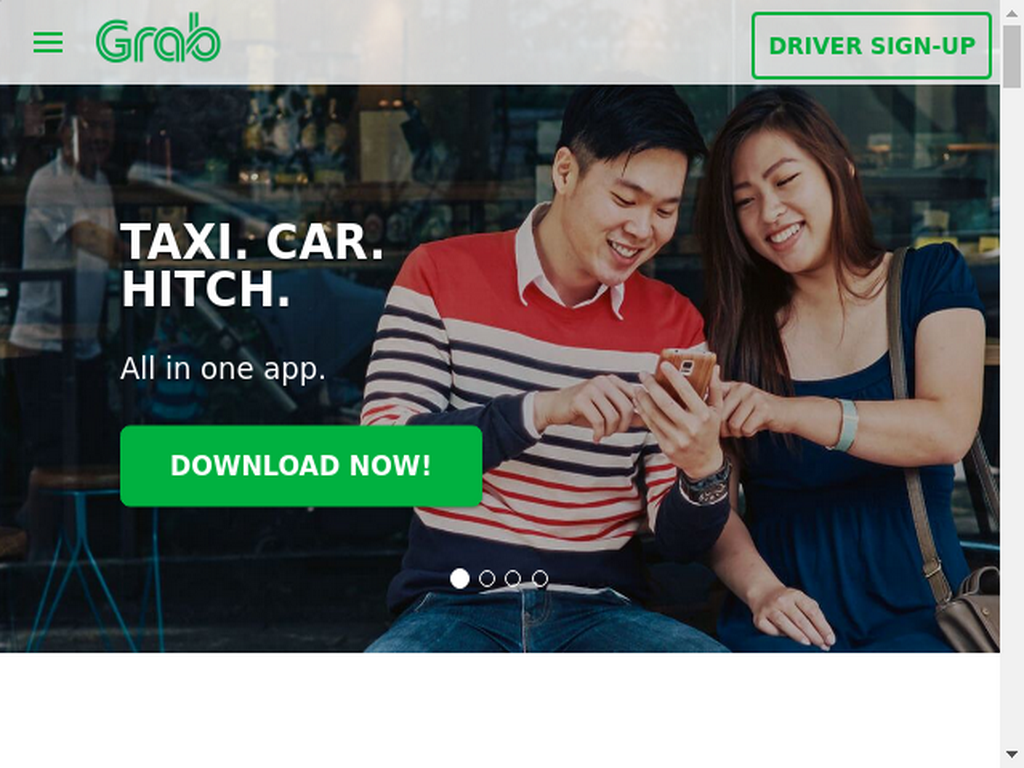 Grab
DRIVER SIGN-UP
TAXI. CAR.
HITCH.
All in one app.
DOWNLOAD NOW!